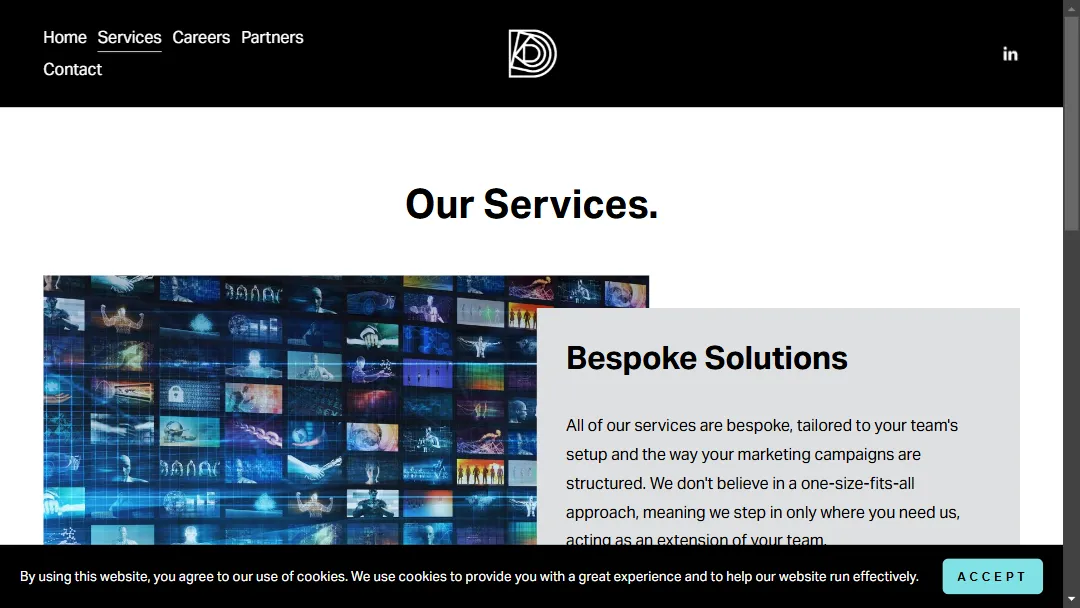 Home Services Careers Partners
Contact
Our Services.
Bespoke Solutions
All of our services are bespoke, tailored to your team's
setup and the way your marketing campaigns are
structured. We don't believe in a one-size-fits-all
approach, meaning we step in only where you need us,
acting as an extension of your team.
By using this website, you agree to our use of cookies. We use cookies to provide you with a great experience and to help our website run effectively.
ACCEPT